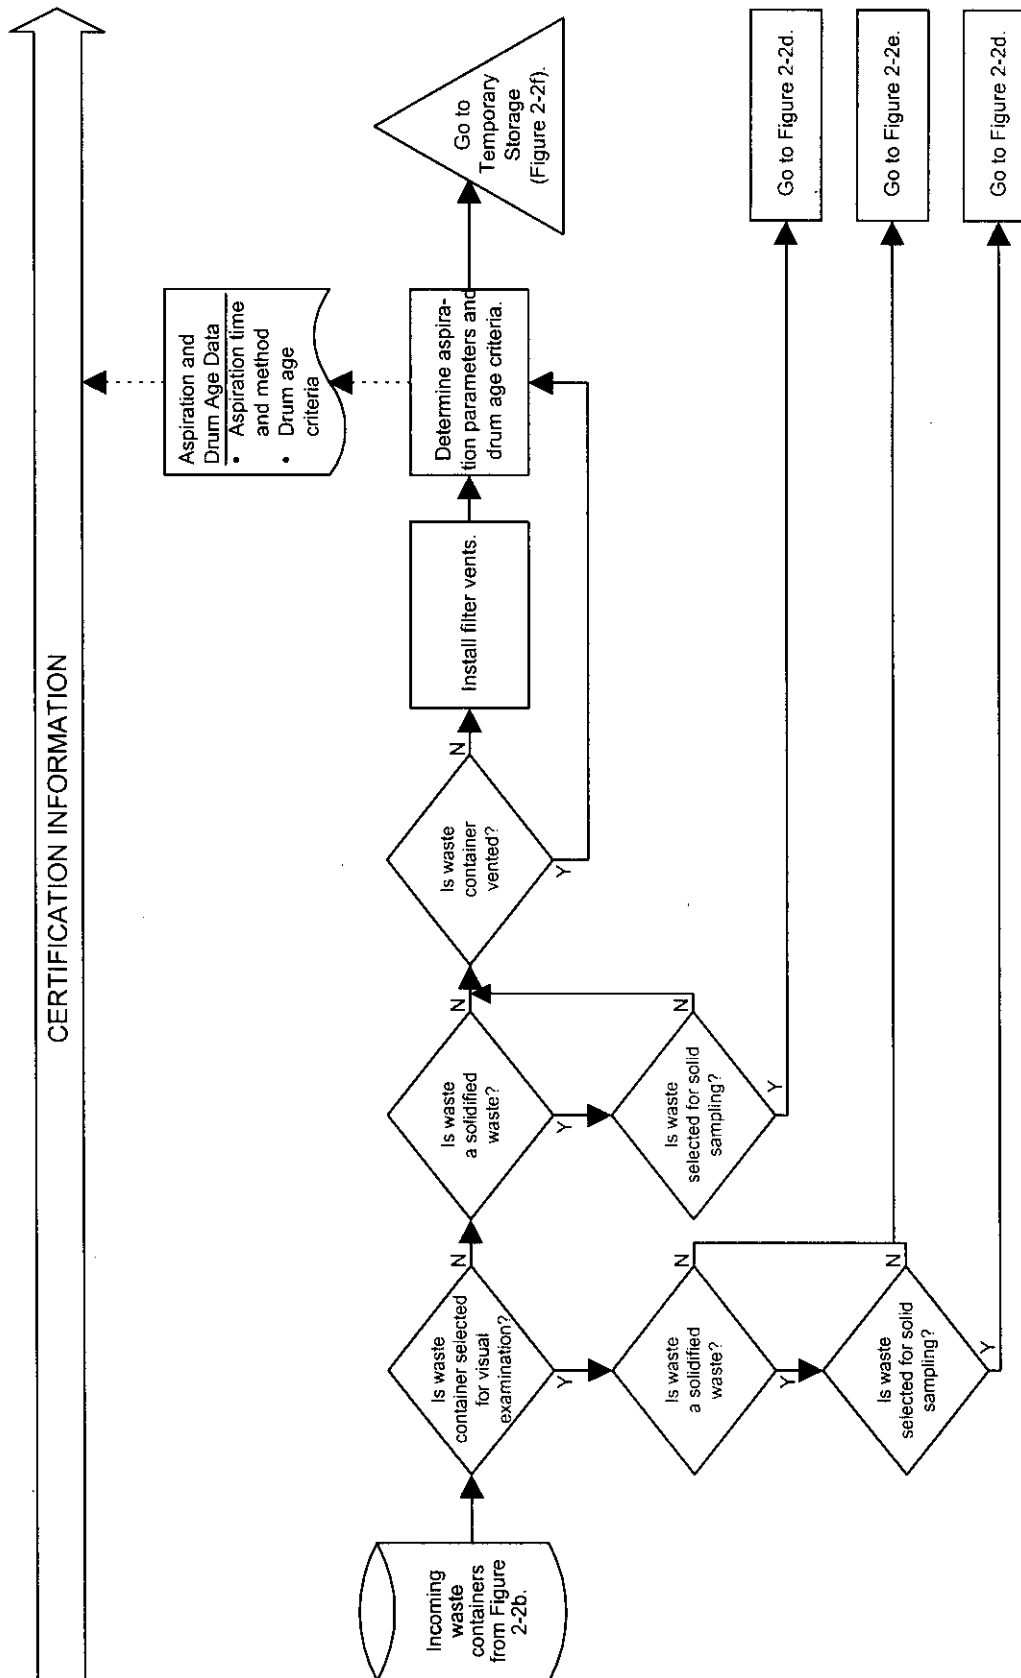 CERTIFICATION INFORMATION
Incoming
waste
containers
from Figure
2-2b.
Is waste
container selected
for visual
examination?
N
Y
Is waste
a solidified
waste?
N
Y
Is waste
container
vented?
N
Y
Install filter vents.
Determine aspira-
tion parameters and
drum age criteria.
Aspiration and
Drum Age Data
• Aspiration time
and method
• Drum age
criteria
Go to
Temporary
Storage
(Figure 2-2f).
Is waste
selected for solid
sampling?
N
Y
Go to Figure 2-2d.
Is waste
a solidified
waste?
N
Y
Go to Figure 2-2e.
Is waste
selected for solid
sampling?
N
Y
Go to Figure 2-2d.